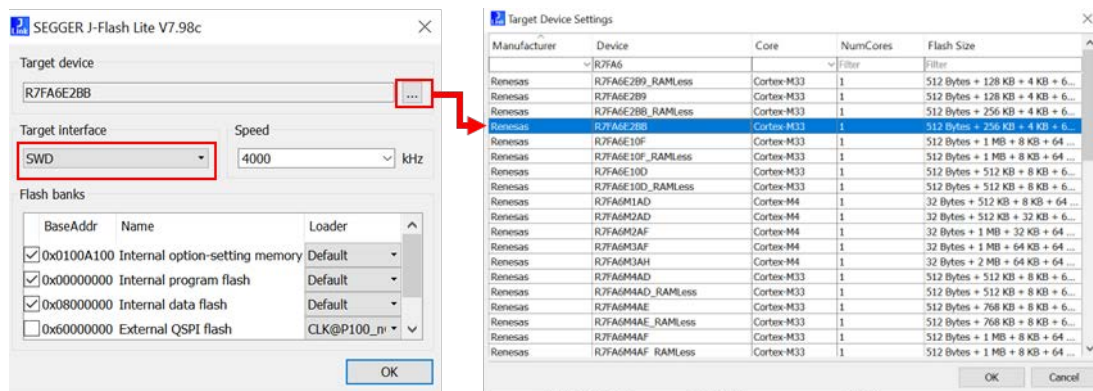 SEGGER J-Flash Lite V7.98c
Target device
R7FA6E2BB
...
Target interface
Speed
SWD
4000
kHz
Flash banks
BaseAddr Name Loader
0x0100A100 Internal option-setting memory Default
0x00000000 Internal program flash Default
0x08000000 Internal data flash Default
0x60000000 External QSPI flash CLK@P100_n
OK
Target Device Settings
Manufacturer Device Core NumCores Flash Size
R7FA6 Filter Filter
Renesas R7FA6E2B9_RAMLess Cortex-M33 1 512 Bytes + 128 KB + 4 KB + 6...
Renesas R7FA6E2B9 Cortex-M33 1 512 Bytes + 128 KB + 4 KB + 6...
Renesas R7FA6E2BB_RAMLess Cortex-M33 1 512 Bytes + 256 KB + 4 KB + 6...
Renesas R7FA6E2BB Cortex-M33 1 512 Bytes + 256 KB + 4 KB + 6...
Renesas R7FA6E10F Cortex-M33 1 512 Bytes + 1 MB + 8 KB + 64 ...
Renesas R7FA6E10F_RAMLess Cortex-M33 1 512 Bytes + 1 MB + 8 KB + 64 ...
Renesas R7FA6E10D Cortex-M33 1 512 Bytes + 512 KB + 8 KB + 6...
Renesas R7FA6E10D_RAMLess Cortex-M33 1 512 Bytes + 512 KB + 8 KB + 6...
Renesas R7FA6M1AD Cortex-M4 1 32 Bytes + 512 KB + 8 KB + 64 ...
Renesas R7FA6M2AD Cortex-M4 1 32 Bytes + 512 KB + 32 KB + 6...
Renesas R7FA6M2AF Cortex-M4 1 32 Bytes + 1 MB + 32 KB + 64 ...
Renesas R7FA6M3AF Cortex-M4 1 32 Bytes + 1 MB + 64 KB + 64 ...
Renesas R7FA6M3AH Cortex-M4 1 32 Bytes + 2 MB + 64 KB + 64 ...
Renesas R7FA6M4AD Cortex-M33 1 512 Bytes + 512 KB + 8 KB + 6...
Renesas R7FA6M4AD_RAMLess Cortex-M33 1 512 Bytes + 512 KB + 8 KB + 6...
Renesas R7FA6M4AE Cortex-M33 1 512 Bytes + 768 KB + 8 KB + 6...
Renesas R7FA6M4AE_RAMLess Cortex-M33 1 512 Bytes + 768 KB + 8 KB + 6...
Renesas R7FA6M4AF Cortex-M33 1 512 Bytes + 1 MB + 8 KB + 64 ...
Renesas R7FA6M4AF_RAMLess Cortex-M33 1 512 Bytes + 1 MB + 8 KB + 64 ...
OK Cancel